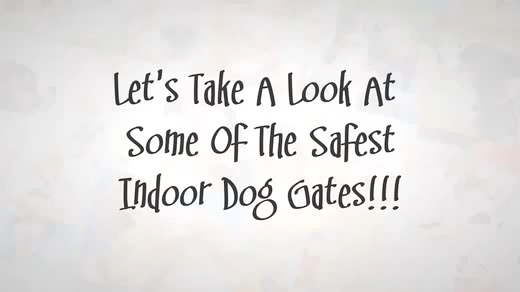 Let's Take A Look At
Some Of The Safest
Indoor Dog Gates!!!